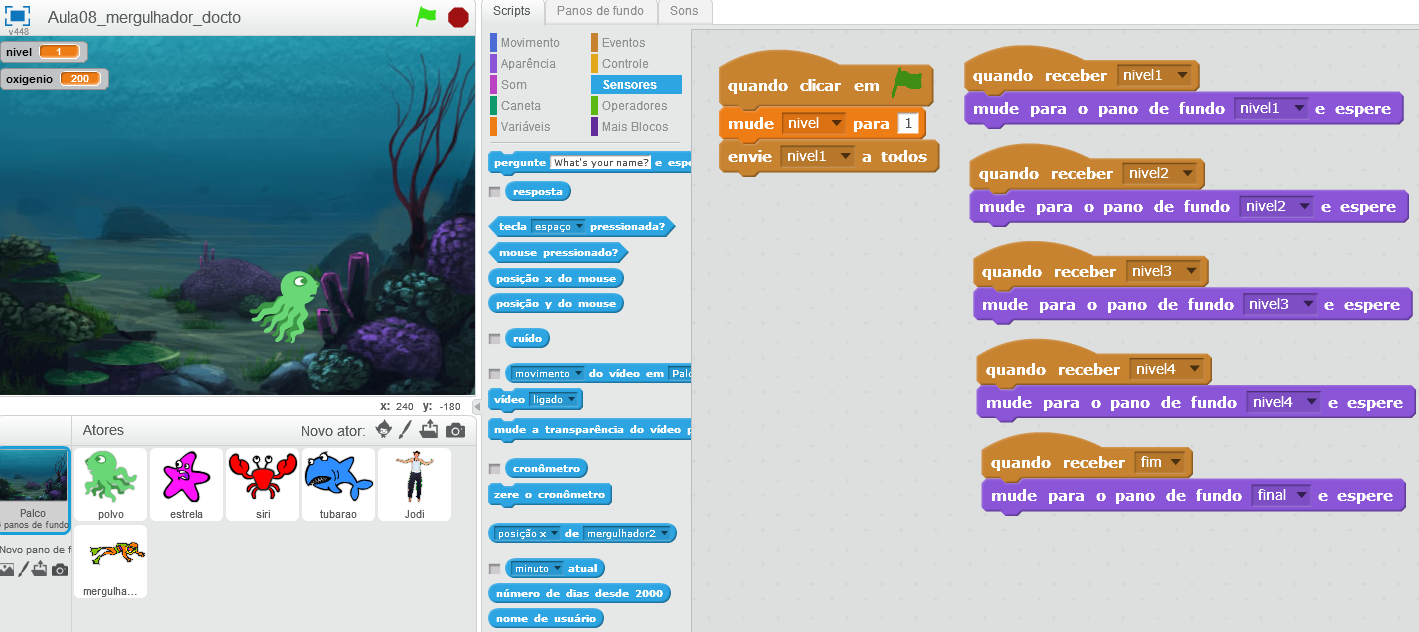 Aula08_mergulhador_docto
v448
nivel 1
oxigenio 200
x: 240 y: -180
Atores
Novo ator:
polvo
estrela
siri
tubarao
Jodi
mergulha...
Palco
panos de fundo
Novo pano de f
Scripts
Panos de fundo
Sons
Movimento
Eventos
Aparência
Controle
Som
Sensores
Caneta
Operadores
Variáveis
Mais Blocos
pergunte What's your name? e espe
resposta
tecla espaço pressionada?
mouse pressionado?
posição x do mouse
posição y do mouse
ruído
movimento do vídeo em Palc
vídeo ligado
mude a transparência do vídeo p
cronômetro
zere o cronômetro
posição x de mergulhador2
minuto atual
número de dias desde 2000
nome de usuário
quando clicar em
mude nivel para 1
envie nivel1 a todos
quando receber nivel1
mude para o pano de fundo nivel1 e espere
quando receber nivel2
mude para o pano de fundo nivel2 e espere
quando receber nivel3
mude para o pano de fundo nivel3 e espere
quando receber nivel4
mude para o pano de fundo nivel4 e espere
quando receber fim
mude para o pano de fundo final e espere